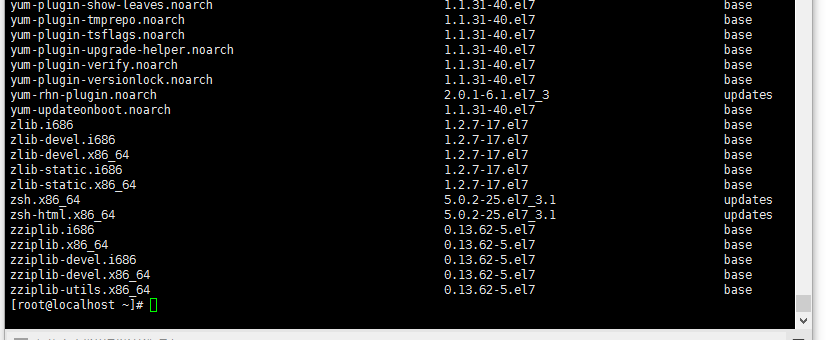 yum-plugin-show-leaves.noarch 1.1.31-40.el7 base
yum-plugin-tmprepo.noarch 1.1.31-40.el7 base
yum-plugin-tsflags.noarch 1.1.31-40.el7 base
yum-plugin-upgrade-helper.noarch 1.1.31-40.el7 base
yum-plugin-verify.noarch 1.1.31-40.el7 base
yum-plugin-versionlock.noarch 1.1.31-40.el7 base
yum-rhn-plugin.noarch 2.0.1-6.1.el7_3 updates
yum-updateonboot.noarch 1.1.31-40.el7 base
zlib.i686 1.2.7-17.el7 base
zlib-devel.i686 1.2.7-17.el7 base
zlib-devel.x86_64 1.2.7-17.el7 base
zlib-static.i686 1.2.7-17.el7 base
zlib-static.x86_64 1.2.7-17.el7 base
zsh.x86_64 5.0.2-25.el7_3.1 updates
zsh-html.x86_64 5.0.2-25.el7_3.1 updates
zziplib.i686 0.13.62-5.el7 base
zziplib.x86_64 0.13.62-5.el7 base
zziplib-devel.i686 0.13.62-5.el7 base
zziplib-devel.x86_64 0.13.62-5.el7 base
zziplib-utils.x86_64 0.13.62-5.el7 base
[root@localhost ~]#